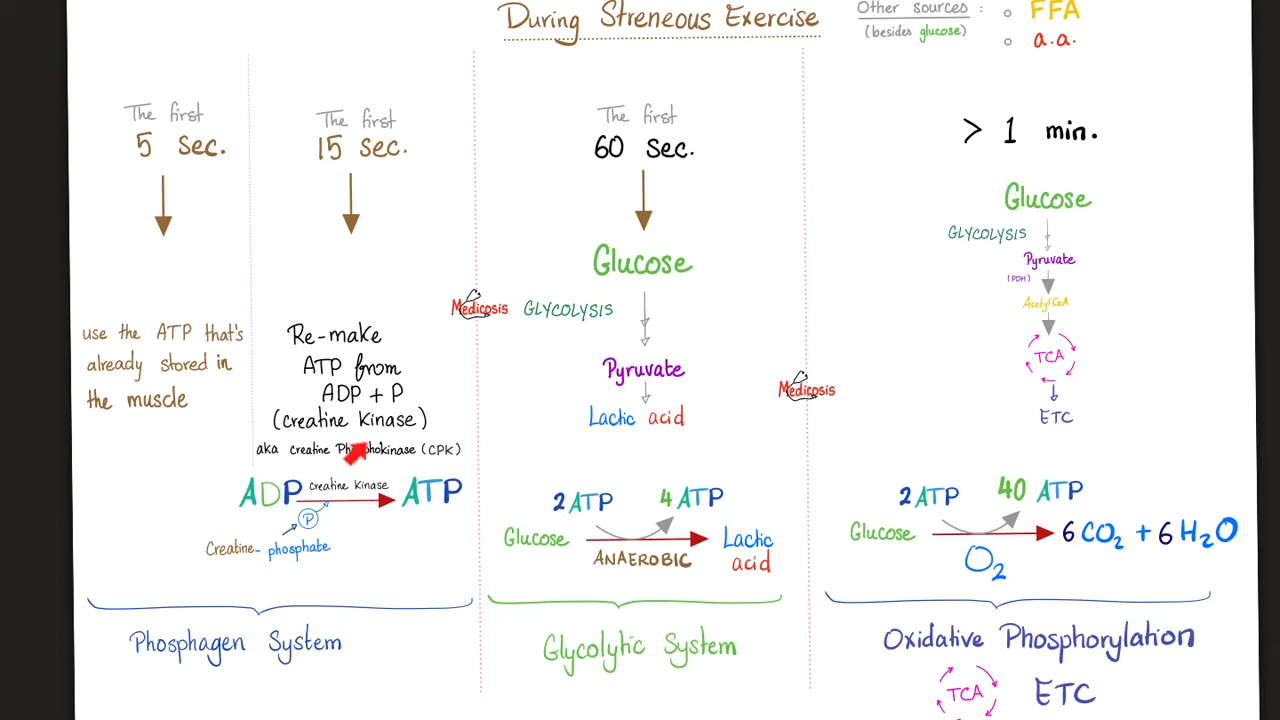 During Streneous Exercise
Other sources :
(besides glucose)
FFA
a.a.
The first
5 sec.
use the ATP that's
already stored in
the muscle
The first
15 sec.
Re-make
ATP from
ADP + P
(creatine kinase)
aka creatine Phosphokinase (CPK)
ADP creatine kinase ATP
P
Creatine- phosphate
Phosphagen System
The first
60 sec.
Glucose
Medicosis
GLYCOLYSIS
Pyruvate
Lactic acid
2 ATP 4 ATP
Glucose
ANAEROBIC
Lactic
acid
Glycolytic System
> 1 min.
Glucose
GLYCOLYSIS
Pyruvate
(PDH)
Acetyl CoA
TCA
ETC
Medicosis
2 ATP 40 ATP
Glucose
O₂
6 CO₂ + 6 H₂O
Oxidative Phosphorylation
TCA
ETC